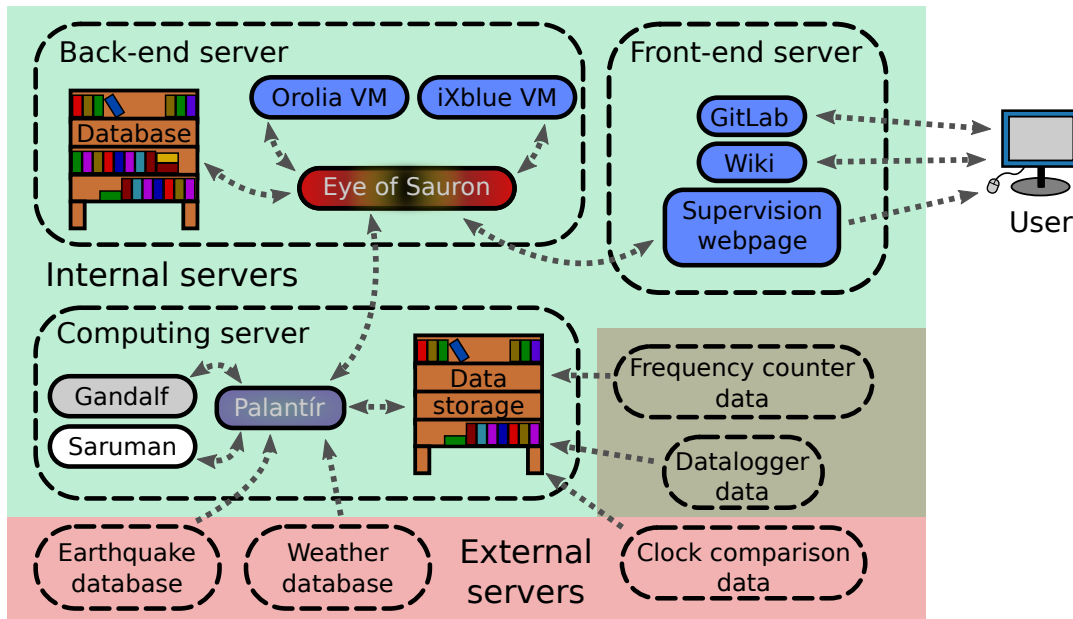 Back-end server
Front-end server
Orolia VM
iXblue VM
Database
Eye of Sauron
GitLab
Wiki
Supervision
webpage
User
Internal servers
Computing server
Gandalf
Saruman
Palantír
Data
storage
Frequency counter
data
Datalogger
data
Earthquake
database
Weather
database
External
servers
Clock comparison
data